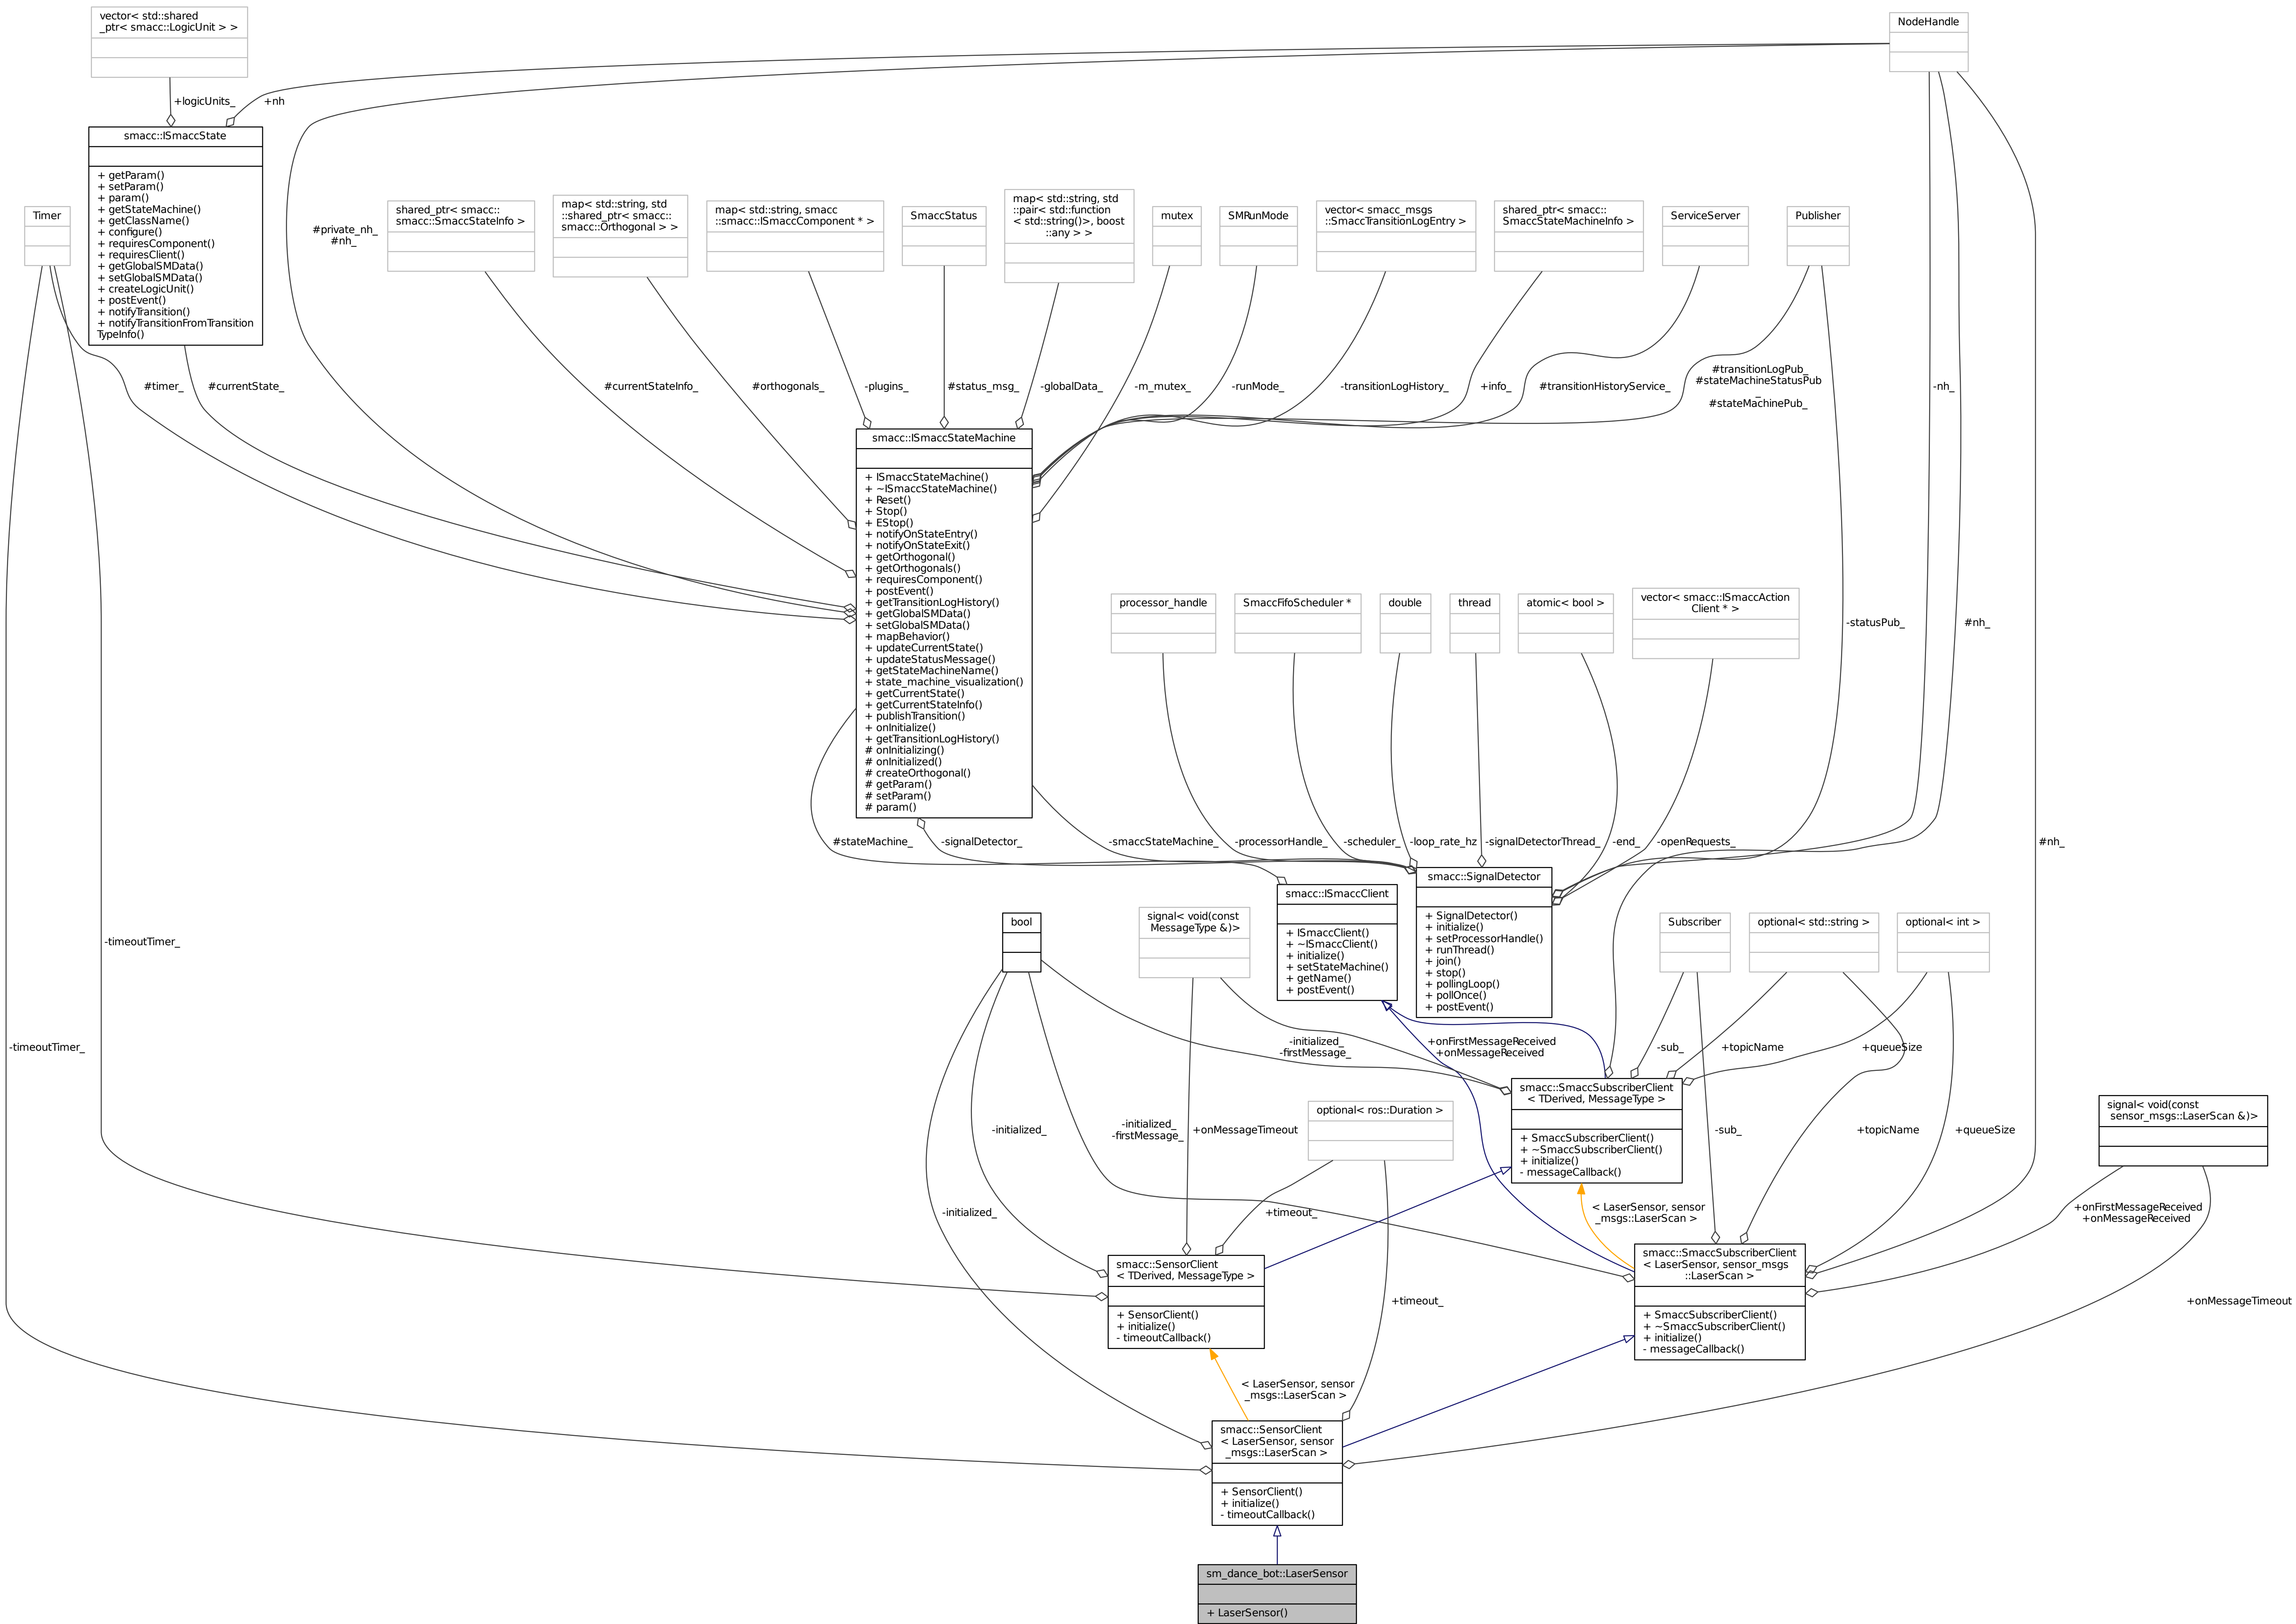 vector< std::shared
_ptr< smacc::LogicUnit > >
NodeHandle
+logicUnits_
+nh
smacc::ISmaccState
+ getParam()
+ setParam()
+ param()
+ getStateMachine()
+ getClassName()
+ configure()
+ requiresComponent()
+ requiresClient()
+ getGlobalSMData()
+ setGlobalSMData()
+ createLogicUnit()
+ postEvent()
+ notifyTransition()
+ notifyTransitionFromTransition
TypeInfo()
Timer
#private_nh_
#nh_
shared_ptr< smacc::
smacc::SmaccStateInfo >
map< std::string, std
::shared_ptr< smacc::
smacc::Orthogonal > >
map< std::string, smacc
::smacc::ISmaccComponent * >
SmaccStatus
map< std::string, std
::pair< std::function
< std::string()>, boost
::any > >
mutex
SMRunMode
vector< smacc_msgs
::SmaccTransitionLogEntry >
shared_ptr< smacc::
SmaccStateMachineInfo >
ServiceServer
Publisher
#timer_
#currentState_
#currentStateInfo_
#orthogonals_
-plugins_
#status_msg_
-globalData_
-m_mutex_
-runMode_
-transitionLogHistory_
+info_
#transitionHistoryService_
#transitionLogPub_
#stateMachineStatusPub
_
#stateMachinePub_
-nh_
smacc::ISmaccStateMachine
+ ISmaccStateMachine()
+ ~ISmaccStateMachine()
+ Reset()
+ Stop()
+ EStop()
+ notifyOnStateEntry()
+ notifyOnStateExit()
+ getOrthogonal()
+ getOrthogonals()
+ requiresComponent()
+ postEvent()
+ getTransitionLogHistory()
+ getGlobalSMData()
+ setGlobalSMData()
+ mapBehavior()
+ updateCurrentState()
+ updateStatusMessage()
+ getStateMachineName()
+ state_machine_visualization()
+ getCurrentState()
+ getCurrentStateInfo()
+ publishTransition()
+ onInitialize()
+ getTransitionLogHistory()
# onInitializing()
# onInitialized()
# createOrthogonal()
# getParam()
# setParam()
# param()
processor_handle
SmaccFifoScheduler *
double
thread
atomic< bool >
vector< smacc::ISmaccAction
Client * >
-statusPub_
#nh_
#stateMachine_
-signalDetector_
-smaccStateMachine_
-processorHandle_
-scheduler_
-loop_rate_hz
-signalDetectorThread_
-end_
-openRequests_
#nh_
smacc::SignalDetector
+ SignalDetector()
+ initialize()
+ setProcessorHandle()
+ runThread()
+ join()
+ stop()
+ pollingLoop()
+ pollOnce()
+ postEvent()
smacc::ISmaccClient
+ ISmaccClient()
+ ~ISmaccClient()
+ initialize()
+ setStateMachine()
+ getName()
+ postEvent()
bool
signal< void(const
MessageType &)>
Subscriber
optional< std::string >
optional< int >
-timeoutTimer_
-timeoutTimer_
-initialized_
-firstMessage_
+onFirstMessageReceived
+onMessageReceived
-sub_
+topicName
+queueSize
smacc::SmaccSubscriberClient
< TDerived, MessageType >
+ SmaccSubscriberClient()
+ ~SmaccSubscriberClient()
+ initialize()
- messageCallback()
optional< ros::Duration >
signal< void(const
sensor_msgs::LaserScan &)>
-initialized_
-initialized_
-firstMessage_
+onMessageTimeout
-sub_
+topicName
+queueSize
-initialized_
+timeout_
< LaserSensor, sensor
_msgs::LaserScan >
+onFirstMessageReceived
+onMessageReceived
smacc::SensorClient
< TDerived, MessageType >
+ SensorClient()
+ initialize()
- timeoutCallback()
smacc::SmaccSubscriberClient
< LaserSensor, sensor_msgs
::LaserScan >
+ SmaccSubscriberClient()
+ ~SmaccSubscriberClient()
+ initialize()
- messageCallback()
+timeout_
+onMessageTimeout
< LaserSensor, sensor
_msgs::LaserScan >
smacc::SensorClient
< LaserSensor, sensor
_msgs::LaserScan >
+ SensorClient()
+ initialize()
- timeoutCallback()
sm_dance_bot::LaserSensor
+ LaserSensor()